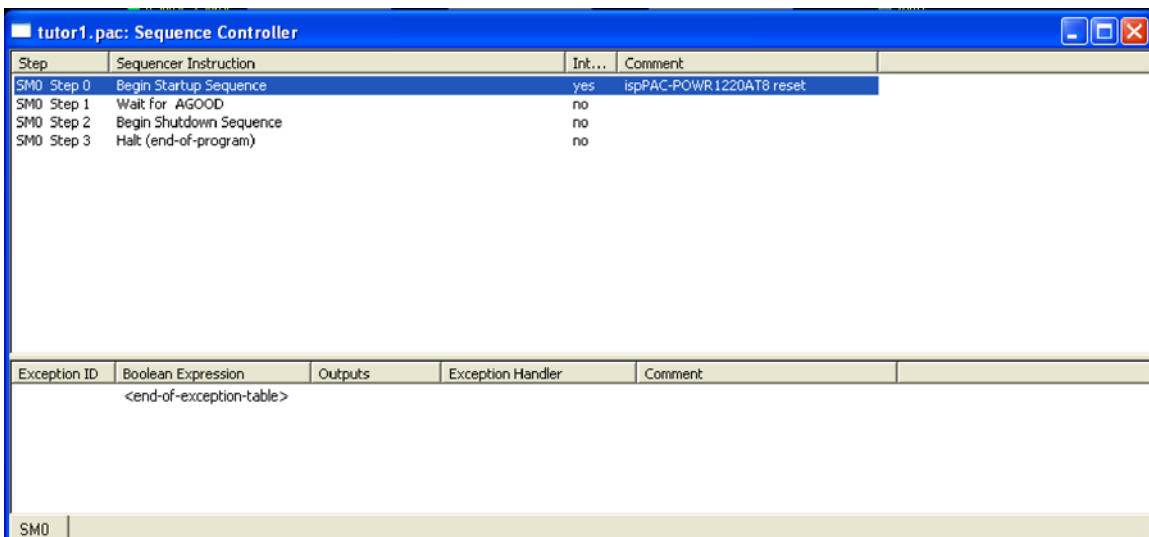 tutor1.pac: Sequence Controller
Step Sequencer Instruction Int... Comment
SM0 Step 0 Begin Startup Sequence yes ispPAC-POWR1220AT8 reset
SM0 Step 1 Wait for AGOOD no
SM0 Step 2 Begin Shutdown Sequence no
SM0 Step 3 Halt (end-of-program) no
Exception ID Boolean Expression Outputs Exception Handler Comment
<end-of-exception-table>
SM0